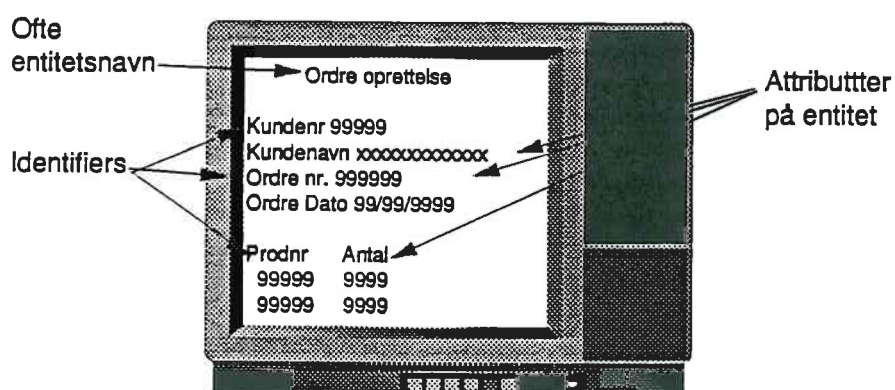 Ofte
entitetsnavn
Ordre oprettelse
Attributtter
på entitet
Kundenr 99999
Kundenavn xxxxxxxxxxxxx
Identifiers
Ordre nr. 999999
Ordre Dato 99/99/9999
Prodnr Antal
99999 9999
99999 9999